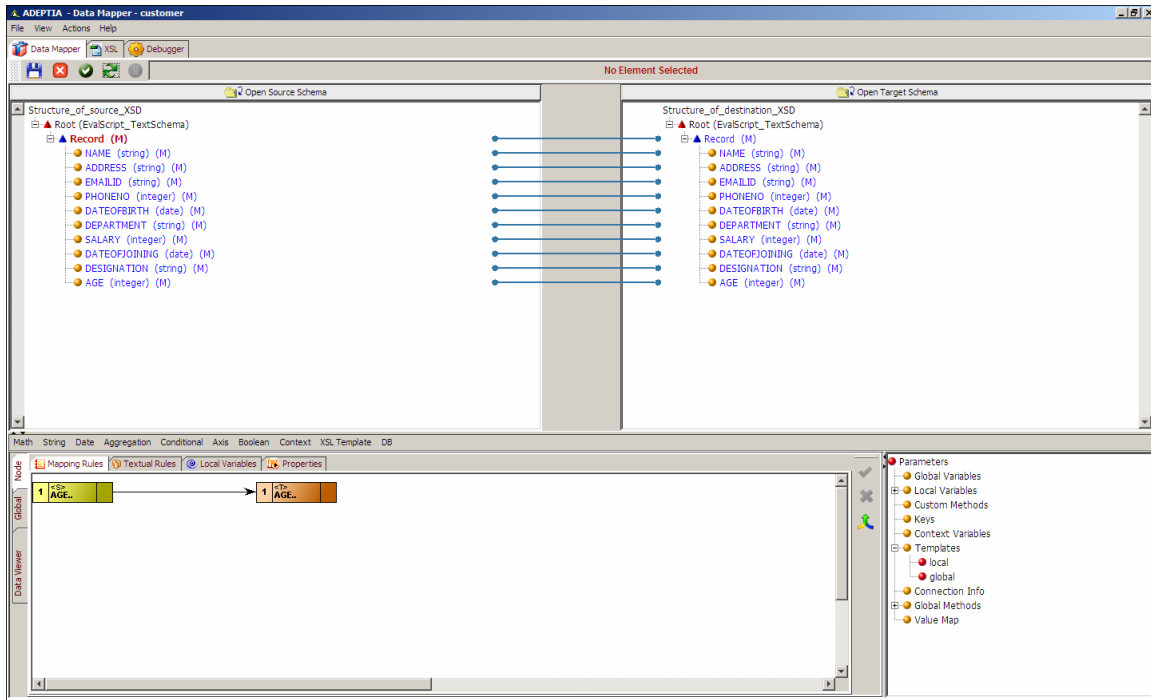 ADEPTIA - Data Mapper - customer
File View Actions Help
Data Mapper XSL Debugger
No Element Selected
Open Source Schema
Structure_of_source_XSD
Root (EvalScript_TextSchema)
Record (M)
NAME (string) (M)
ADDRESS (string) (M)
EMAILID (string) (M)
PHONENO (integer) (M)
DATEOFBIRTH (date) (M)
DEPARTMENT (string) (M)
SALARY (integer) (M)
DATEOFJOINING (date) (M)
DESIGNATION (string) (M)
AGE (integer) (M)
Open Target Schema
Structure_of_destination_XSD
Root (EvalScript_TextSchema)
Record (M)
NAME (string) (M)
ADDRESS (string) (M)
EMAILID (string) (M)
PHONENO (integer) (M)
DATEOFBIRTH (date) (M)
DEPARTMENT (string) (M)
SALARY (integer) (M)
DATEOFJOINING (date) (M)
DESIGNATION (string) (M)
AGE (integer) (M)
Math String Date Aggregation Conditional Axis Boolean Context XSL Template DB
Node
Global
Data Viewer
Mapping Rules Textual Rules Local Variables Properties
1 <S> AGE..
1 <T> AGE..
Parameters
Global Variables
Local Variables
Custom Methods
Keys
Context Variables
Templates
local
global
Connection Info
Global Methods
Value Map